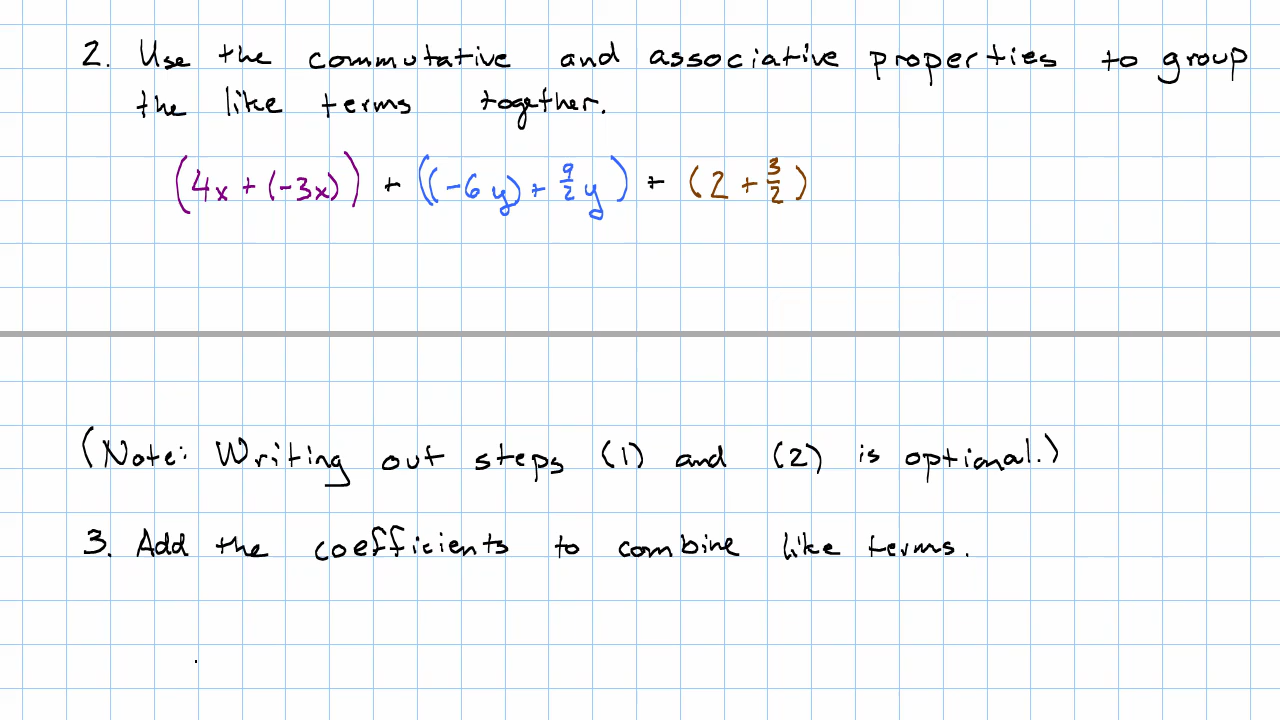 2. Use the commutative and associative properties to group
the like terms together.
(4x + (-3x)) + ((-6y) + 9/2 y) + (2 + 3/2)
(Note: Writing out steps (1) and (2) is optional.)
3. Add the coefficients to combine like terms.